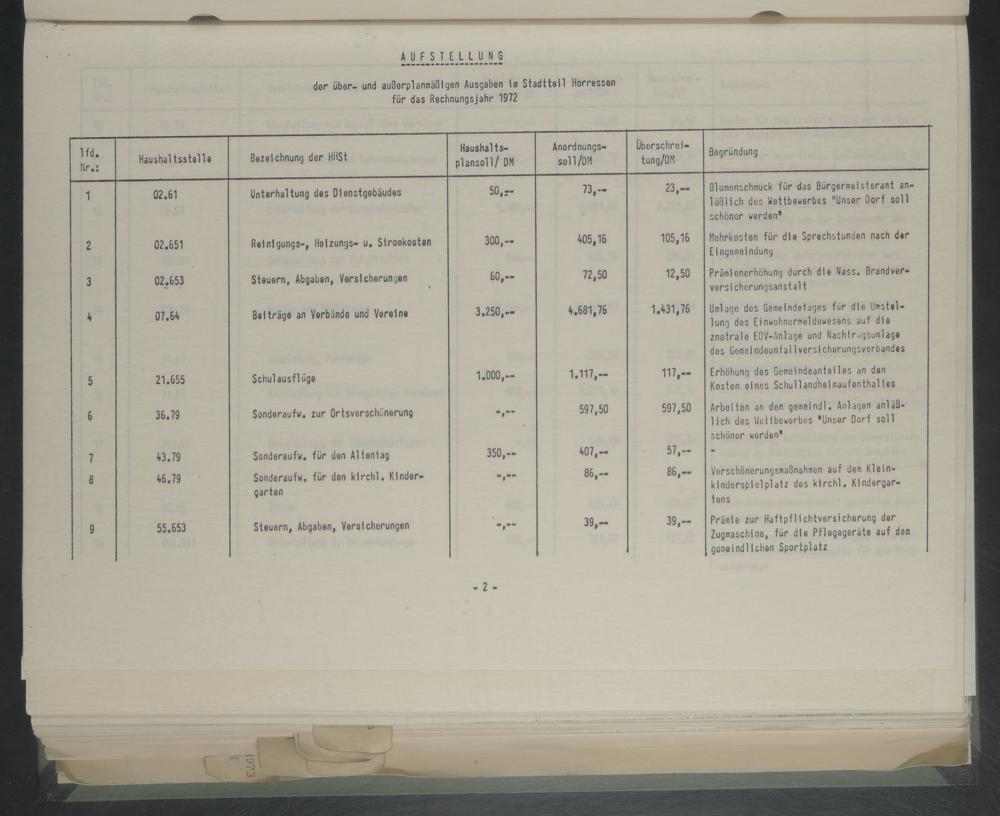 AUFSTELLUNG
der über- und außerplanmäßigen Ausgaben im Stadtteil Horressen
für das Rechnungsjahr 1972
lfd. Nr.: Haushaltsstelle Bezeichnung der HHSt Haushalts- plansoll/ DM Anordnungs- soll/DM Überschrei- tung/DM Begründung
1 02.61 Unterhaltung des Dienstgebäudes 50,-- 73,-- 23,-- Blumenschmuck für das Bürgermeisteramt an-
läßlich des Wettbewerbes "Unser Dorf soll
schöner werden"
2 02.651 Reinigungs-, Heizungs- u. Stromkosten 300,-- 405,16 105,16 Mehrkosten für die Sprechstunden nach der
Eingemeindung
3 02.653 Steuern, Abgaben, Versicherungen 60,-- 72,50 12,50 Prämienerhöhung durch die Nass. Brandver-
versicherungsanstalt
4 07.64 Beiträge an Verbände und Vereine 3.250,-- 4.681,76 1.431,76 Umlage des Gemeindetages für die Umstel-
lung des Einwohnermeldewesens auf die
znetrale EDV-Anlage und Nachtragsumlage
des Gemeindeunfallversicherungsverbandes
5 21.655 Schulausflüge 1.000,-- 1.117,-- 117,-- Erhöhung des Gemeindeanteiles an den
Kosten eines Schullandheimaufenthaltes
6 36.79 Sonderaufw. zur Ortsverschönerung -,-- 597,50 597,50 Arbeiten an den gemeindl. Anlagen anläß-
lich des Wettbewerbes "Unser Dorf soll
schöner werden"
7 43.79 Sonderaufw. für den Altentag 350,-- 407,-- 57,-- -
8 46.79 Sonderaufw. für den kirchl. Kinder- -,-- 86,-- 86,-- Verschönerungsmaßnahmen auf dem Klein-
garten kinderspielplatz des kirchl. Kindergar-
tens
9 55.653 Steuern, Abgaben, Versicherungen -,-- 39,-- 39,-- Prämie zur Haftpflichtversicherung der
Zugmaschine, für die Pflegegeräte auf dem
gemeindlichen Sportplatz
- 2 -
1973